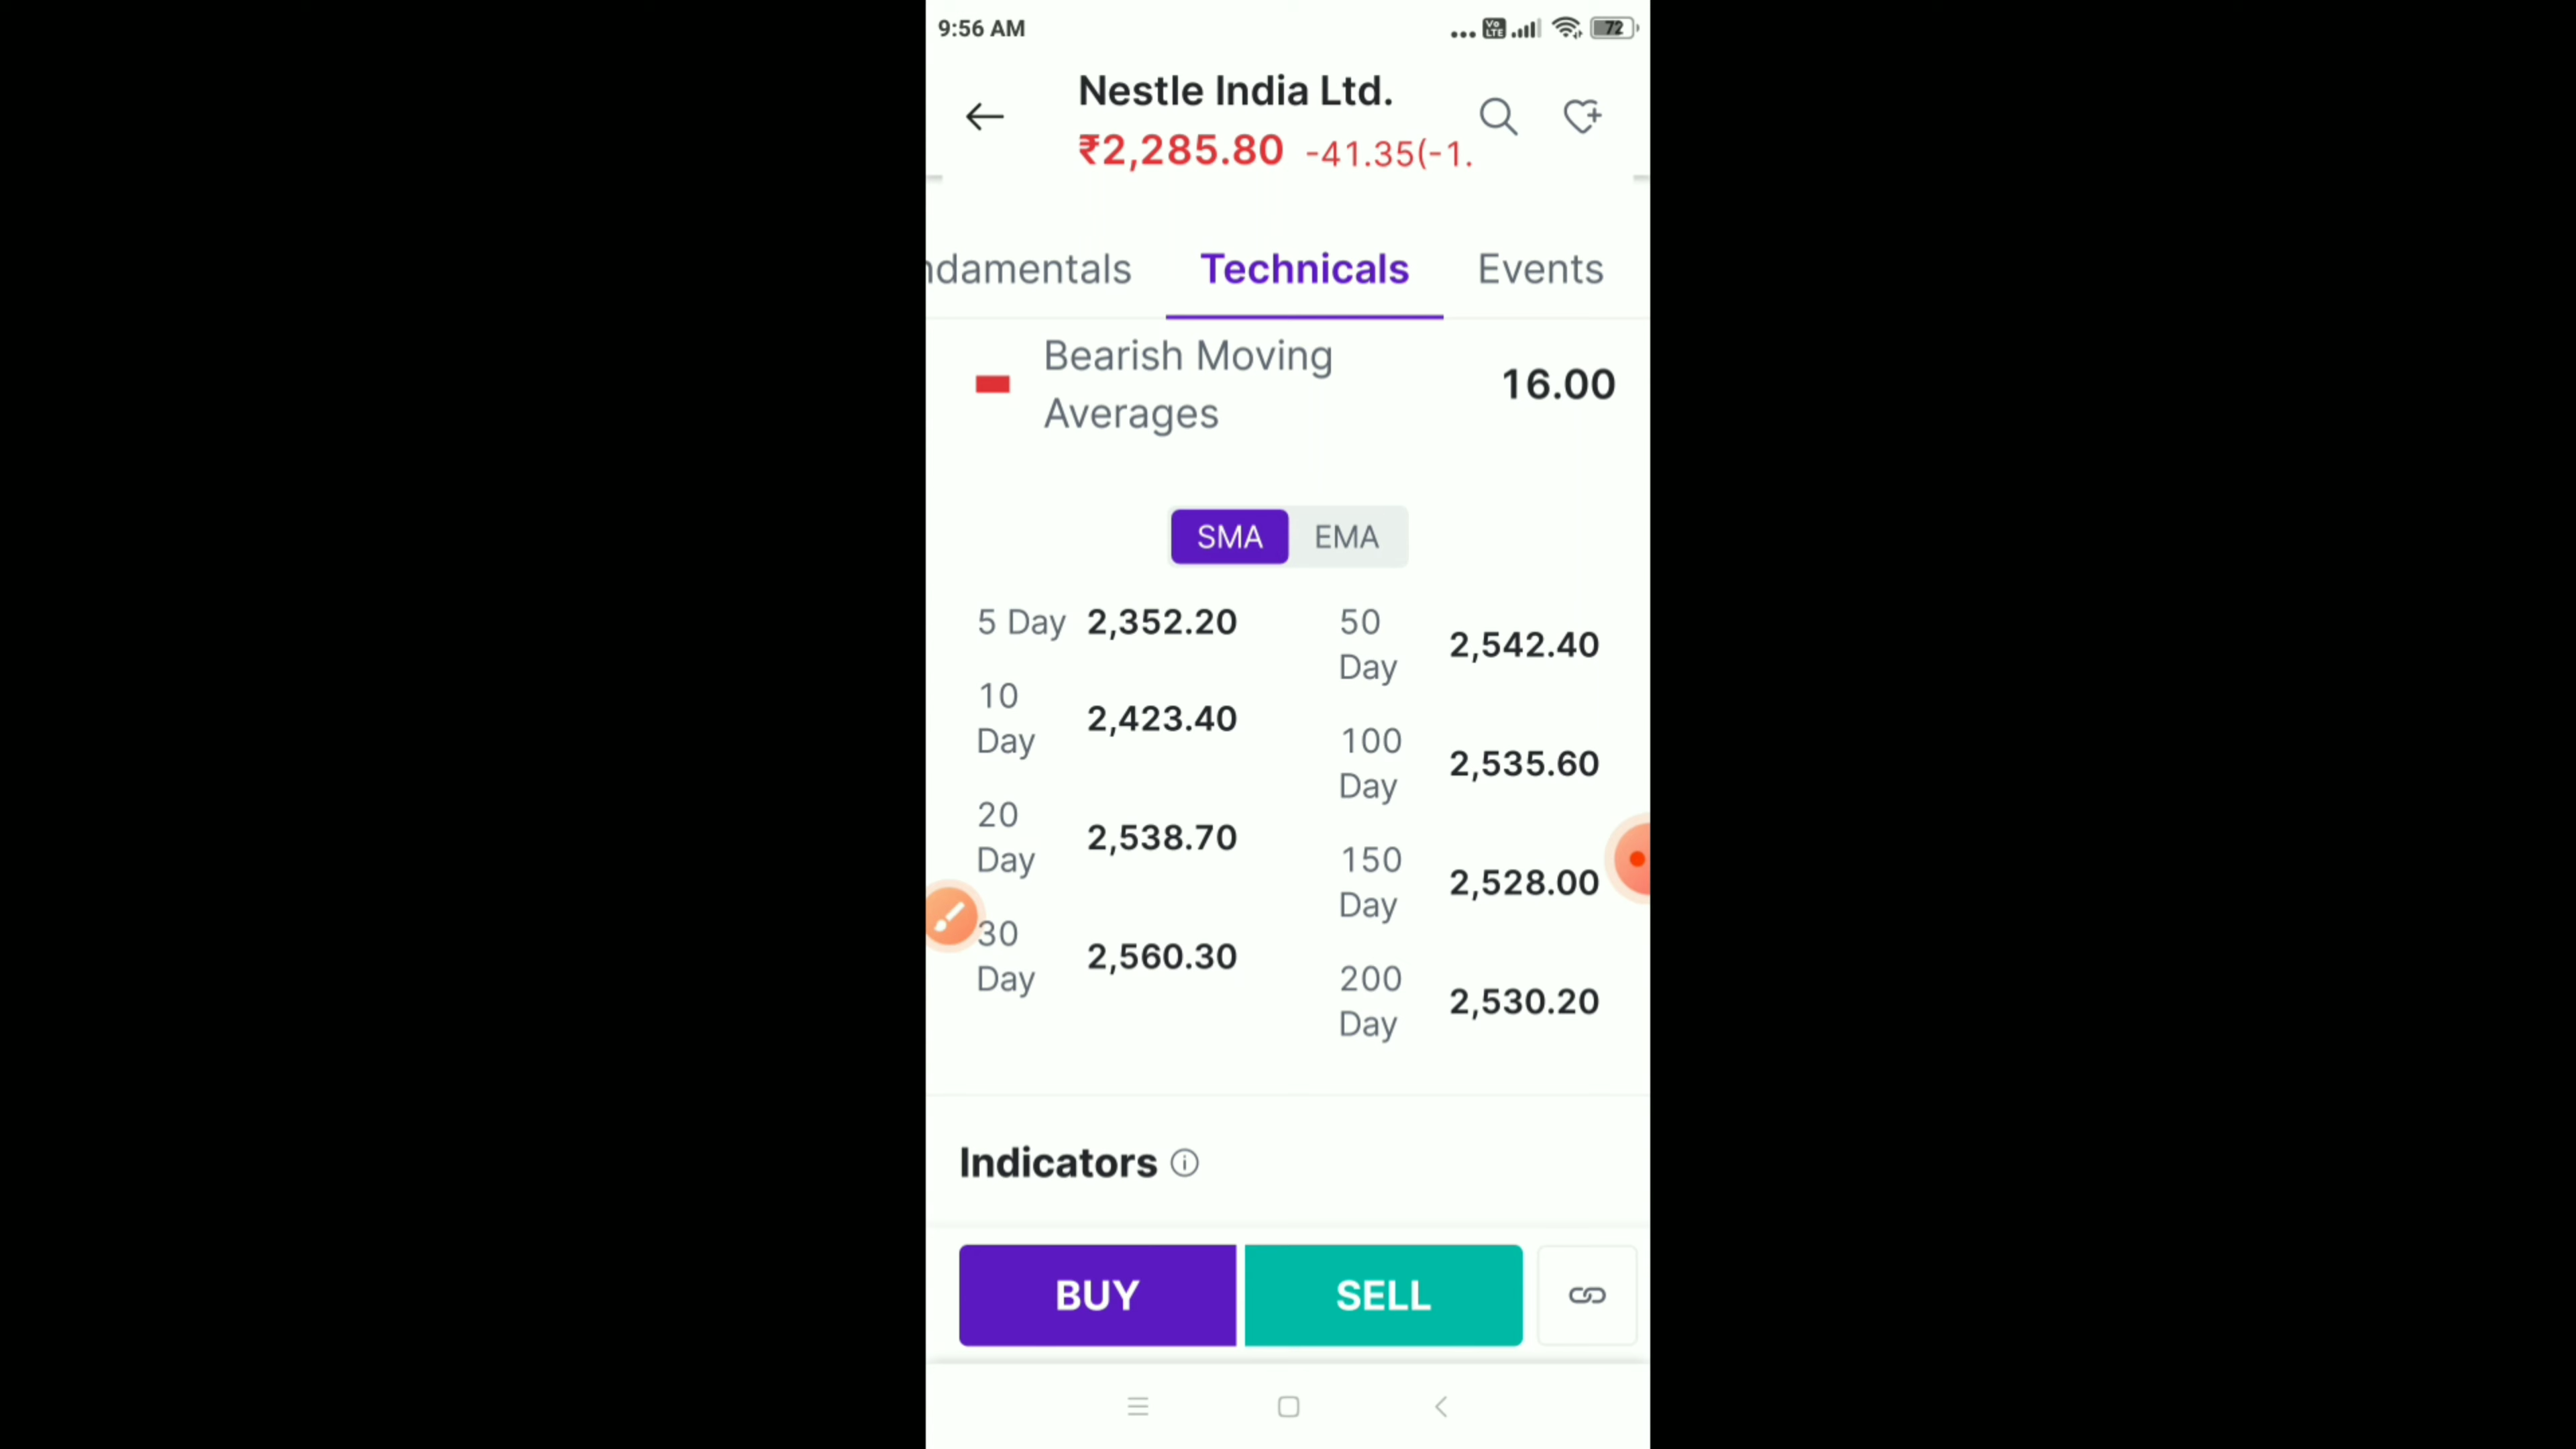 9:56 AM
Vo LTE
72
Nestle India Ltd.
₹2,285.80 -41.35(-1.
ndamentals Technicals Events
Bearish Moving
Averages
16.00
SMA EMA
5 Day 2,352.20
10
Day
2,423.40
20
Day
2,538.70
30
Day
2,560.30
50
Day
2,542.40
100
Day
2,535.60
150
Day
2,528.00
200
Day
2,530.20
Indicators
BUY SELL